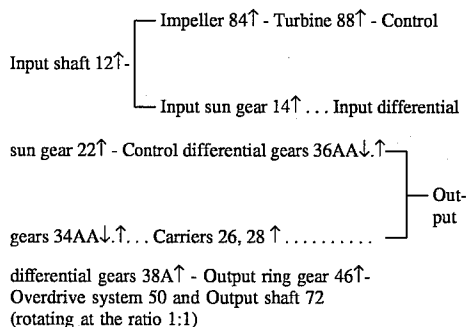 Impeller 84↑ - Turbine 88↑ - Control
Input shaft 12↑-
Input sun gear 14↑ . . . Input differential
sun gear 22↑ - Control differential gears 36AA↓.↑
Out-
put
gears 34AA↓.↑. . . Carriers 26, 28 ↑ . . . . . . . . . .
differential gears 38A↑ - Output ring gear 46↑-
Overdrive system 50 and Output shaft 72
(rotating at the ratio 1:1)